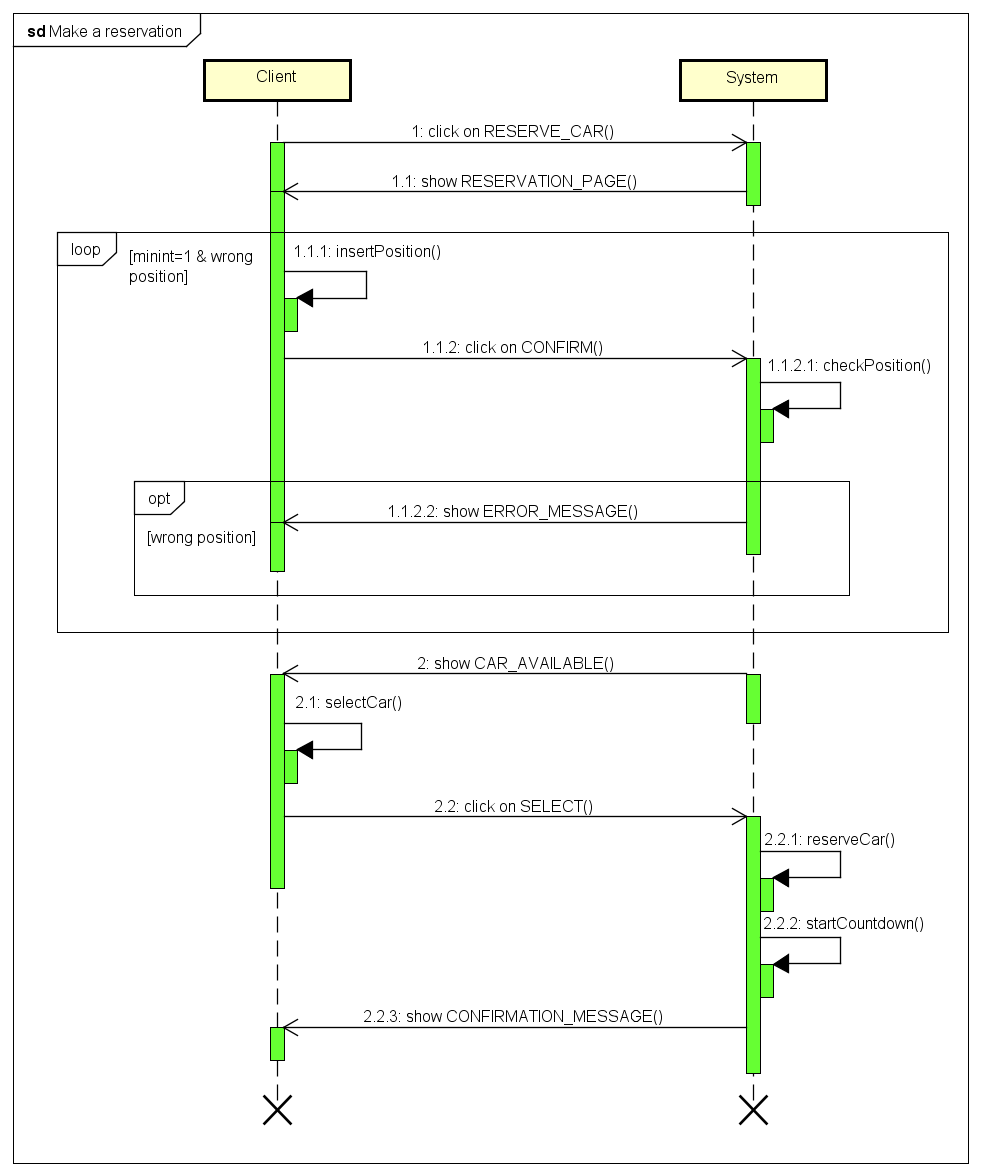 sd Make a reservation
Client
System
1: click on RESERVE_CAR()
1.1: show RESERVATION_PAGE()
loop
[minint=1 & wrong
position]
1.1.1: insertPosition()
1.1.2: click on CONFIRM()
1.1.2.1: checkPosition()
opt
1.1.2.2: show ERROR_MESSAGE()
[wrong position]
2: show CAR_AVAILABLE()
2.1: selectCar()
2.2: click on SELECT()
2.2.1: reserveCar()
2.2.2: startCountdown()
2.2.3: show CONFIRMATION_MESSAGE()